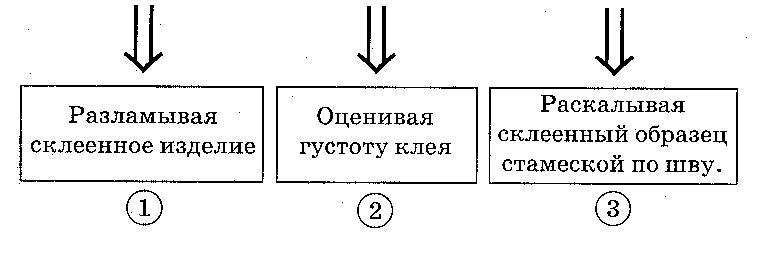 Разламывая
склеенное изделие
1
Оценивая
густоту клея
2
Раскалывая
склеенный образец
стамеской по шву.
3